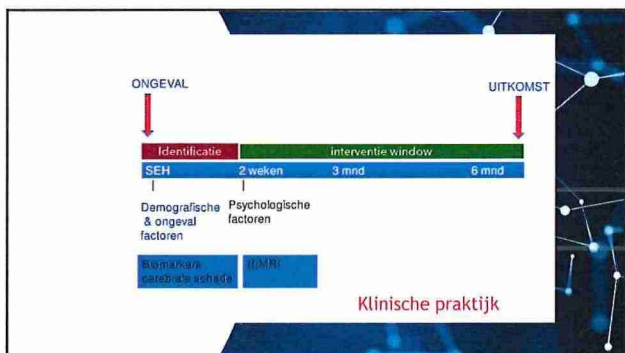 ONGEVAL
UITKOMST
Identificatie
interventie window
SEH
2 weken
3 mnd
6 mnd
Demografische
& ongeval
factoren
Psychologische
factoren
Biomarkers
cerebrale schade
(f)MRI
Klinische praktijk